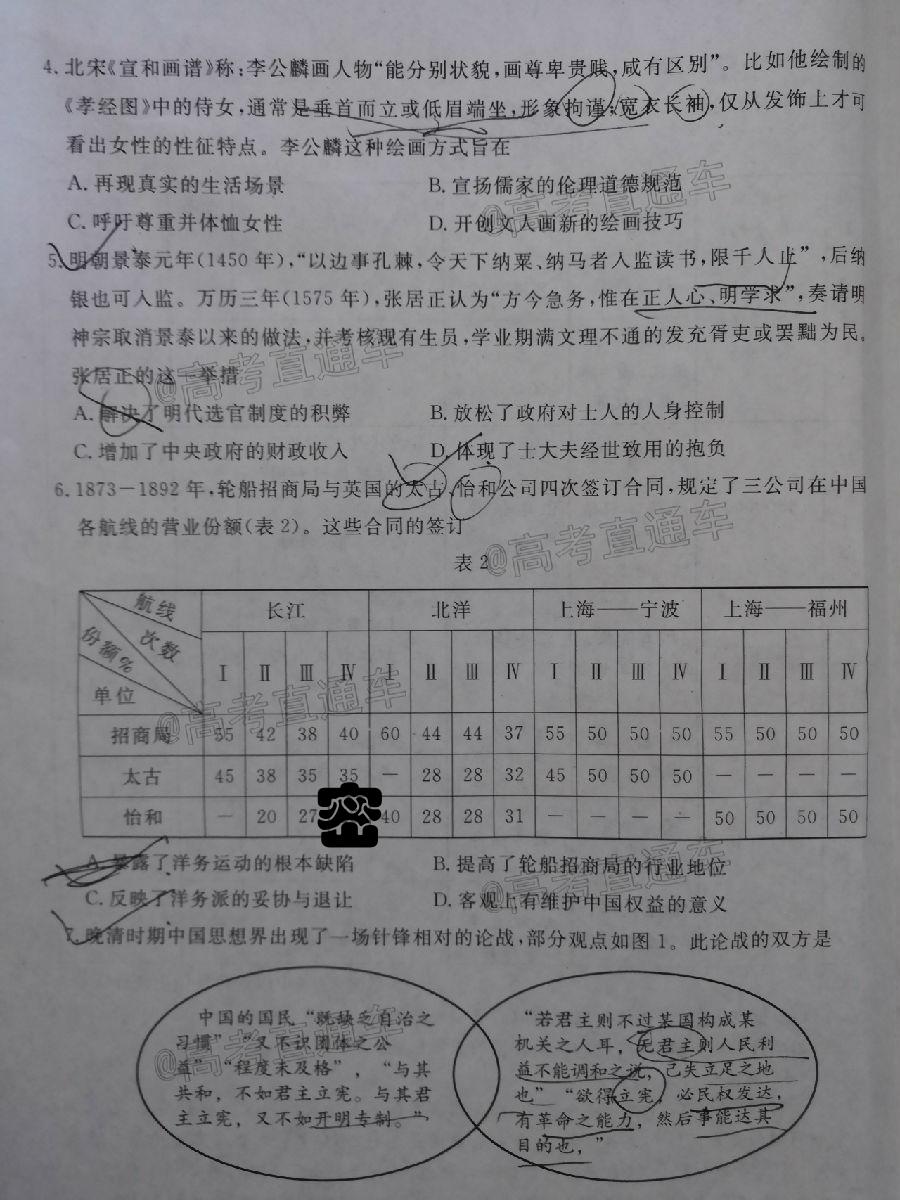 4. 北宋《宣和画谱》称：李公麟画人物“能分别状貌，画尊卑贵贱，咸有区别”。比如他绘制的
《孝经图》中的侍女，通常是垂首而立或低眉端坐，形象拘谨；宽衣长袖，仅从发饰上才可
看出女性的性征特点。李公麟这种绘画方式旨在
A. 再现真实的生活场景 B. 宣扬儒家的伦理道德规范
C. 呼吁尊重并体恤女性 D. 开创文人画新的绘画技巧
5. 明朝景泰元年(1450 年)，“以边事孔棘，令天下纳粟、纳马者入监读书，限千人止”，后纳
银也可入监。万历三年(1575 年)，张居正认为“方今急务，惟在正人心、明学求”，奏请明
神宗取消景泰以来的做法，并考核现有生员，学业期满文理不通的发充胥吏或罢黜为民。
张居正的这一举措
A. 解决了明代选官制度的积弊 B. 放松了政府对士人的人身控制
C. 增加了中央政府的财政收入 D. 体现了士大夫经世致用的抱负
6. 1873－1892 年，轮船招商局与英国的太古、怡和公司四次签订合同，规定了三公司在中国
各航线的营业份额(表 2)。这些合同的签订
表 2
航线 长江 北洋 上海——宁波 上海——福州
份额% 次数
单位 Ⅰ Ⅱ Ⅲ Ⅳ Ⅰ Ⅱ Ⅲ Ⅳ Ⅰ Ⅱ Ⅲ Ⅳ Ⅰ Ⅱ Ⅲ Ⅳ
招商局 55 42 38 40 60 44 44 37 55 50 50 50 55 50 50 50
太古 45 38 35 35 — 28 28 32 45 50 50 50 — — — —
怡和 — 20 27 40 28 28 31 — — — — 50 50 50 50
A. 暴露了洋务运动的根本缺陷 B. 提高了轮船招商局的行业地位
C. 反映了洋务派的妥协与退让 D. 客观上有维护中国权益的意义
7. 晚清时期中国思想界出现了一场针锋相对的论战，部分观点如图 1。此论战的双方是
中国的国民“既缺乏自治之
习惯”“又不识团体之公
益”“程度未及格”，“与其
共和，不如君主立宪。与其君
主立宪，又不如开明专制。”
“若君主则不过某国构成某
机关之人耳，无君主则人民利
益不能调和之说，已失立足之地
也”“欲得立宪，必民权发达，
有革命之能力，然后事能达其
目的也，”
@高考直通车
@高考直通车
@高考直通车
@高考直通车
@高考直通车
@高考直通车